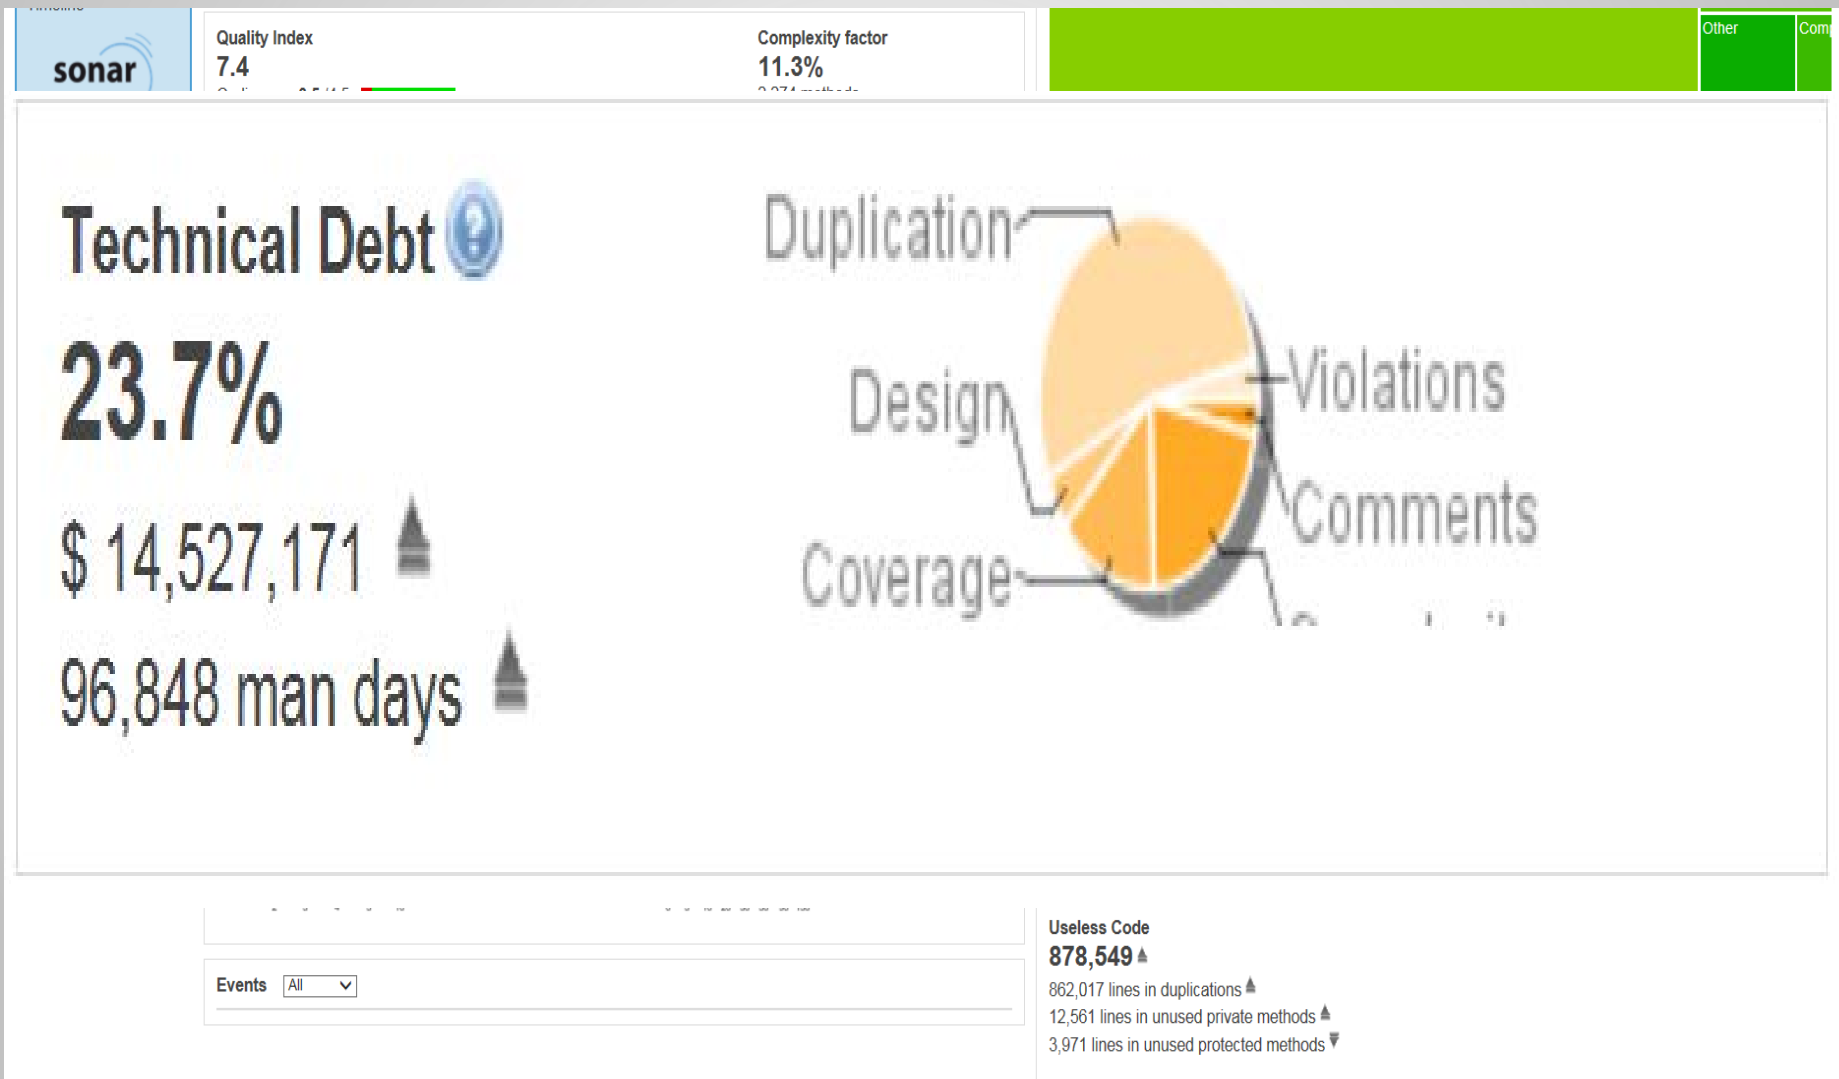 sonar
Quality Index
7.4
Complexity factor
11.3%
Other
Technical Debt
23.7%
$ 14,527,171
96,848 man days
Duplication
Design
Coverage
Violations
Comments
Events All
Useless Code
878,549
862,017 lines in duplications
12,561 lines in unused private methods
3,971 lines in unused protected methods